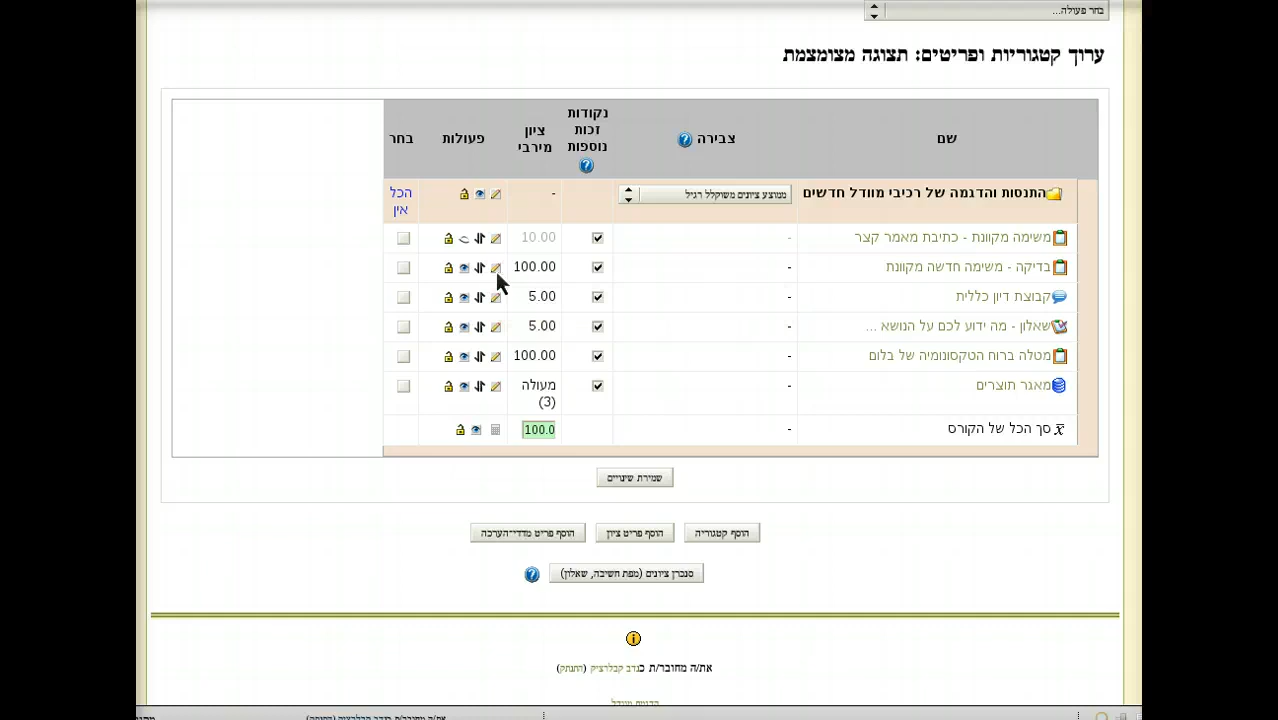 בחר פעולה...
ערוך קטגוריות ופריטים: תצוגה מצומצמת
שם
צבירה
נקודות זכות נוספות
ציון מירבי
פעולות
בחר
התנסות והדגמה של רכיבי מוודל חדשים
ממוצע ציונים משוקלל רגיל
-
הכל
אין
משימה מקוונת - כתיבת מאמר קצר
-
10.00
בדיקה - משימה חדשה מקוונת
-
100.00
קבוצת דיון כללית
-
5.00
שאלון - מה ידוע לכם על הנושא ...
-
5.00
מטלה ברוח הטקסונומיה של בלום
-
100.00
מאגר תוצרים
-
מעולה
(3)
סך הכל של הקורס
-
100.0
שמירת שינויים
הוסף קטגוריה
הוסף פריט ציון
הוסף פריט מדדי־הערכה
סנכרן ציונים (מפת חשיבה, שאלון)
את/ה מחובר/ת כנדב קבלרציק (התנתק)